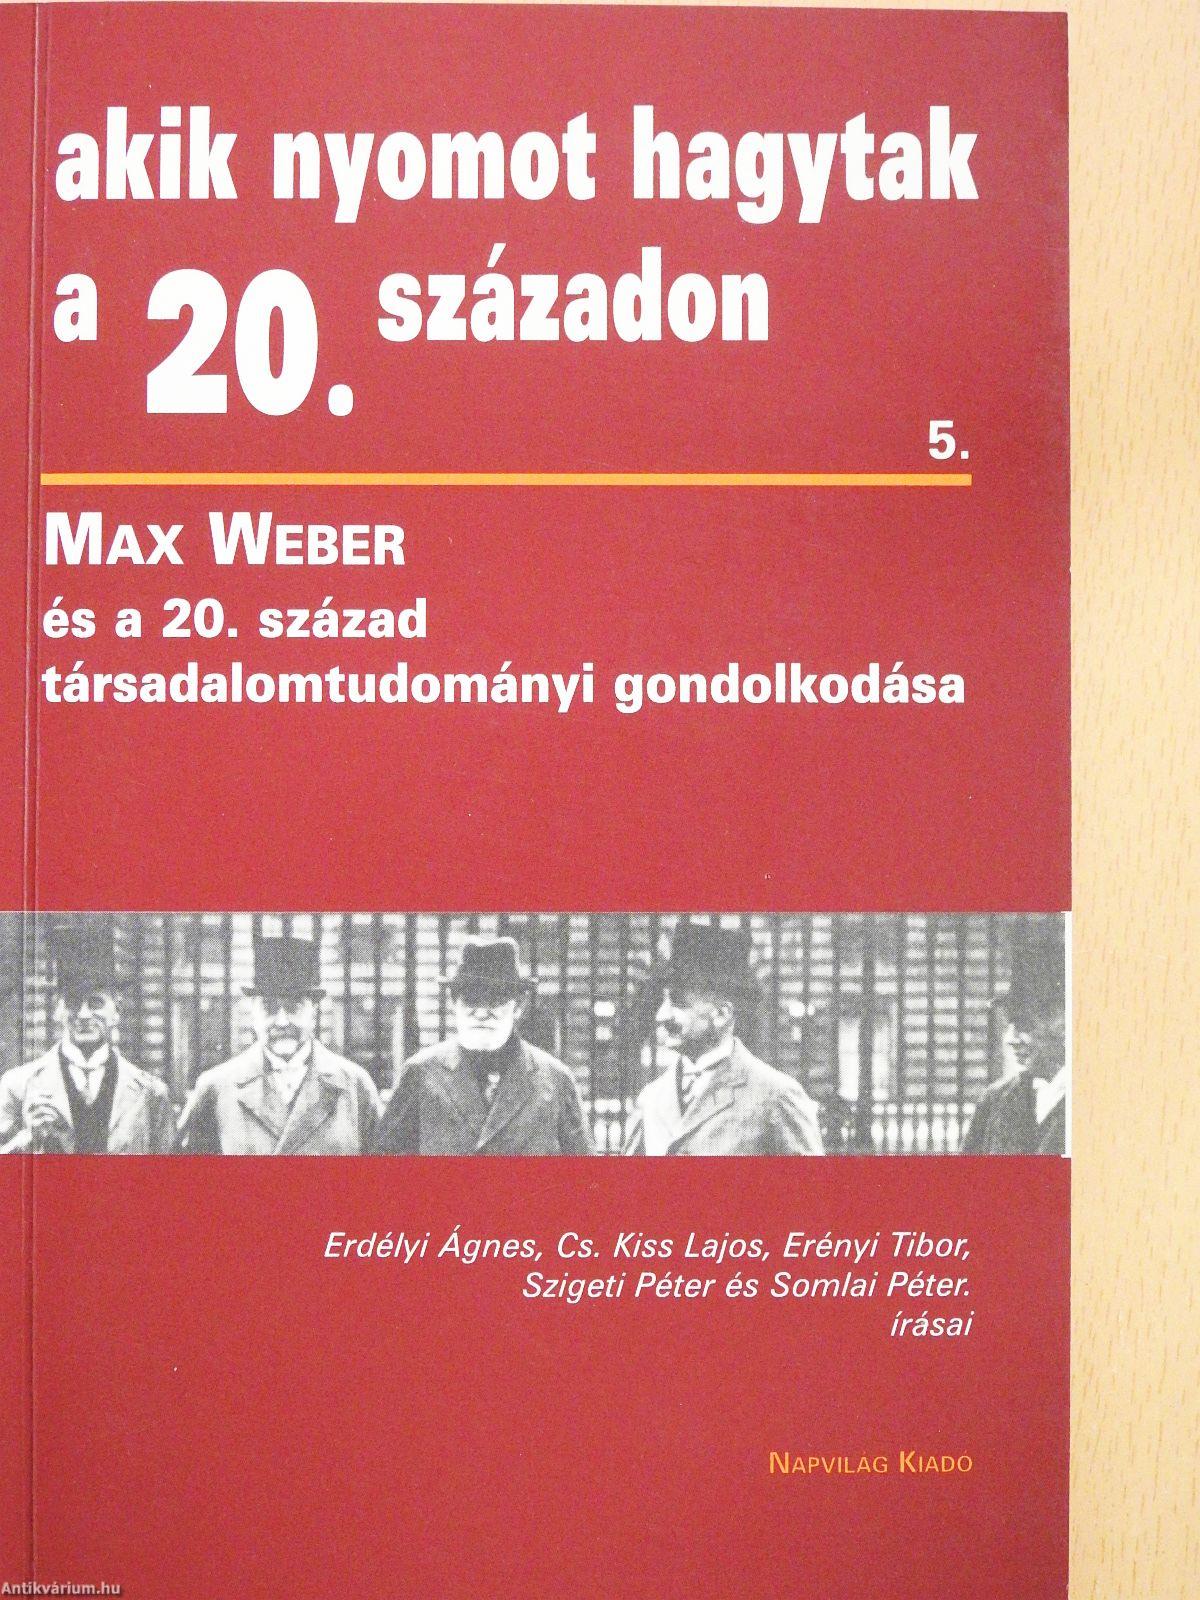 akik nyomot hagytak
a 20. századon
5.
MAX WEBER
és a 20. század
társadalomtudományi gondolkodása
Erdélyi Ágnes, Cs. Kiss Lajos, Erényi Tibor,
Szigeti Péter és Somlai Péter.
írásai
NAPVILÁG KIADÓ
Antikvárium.hu